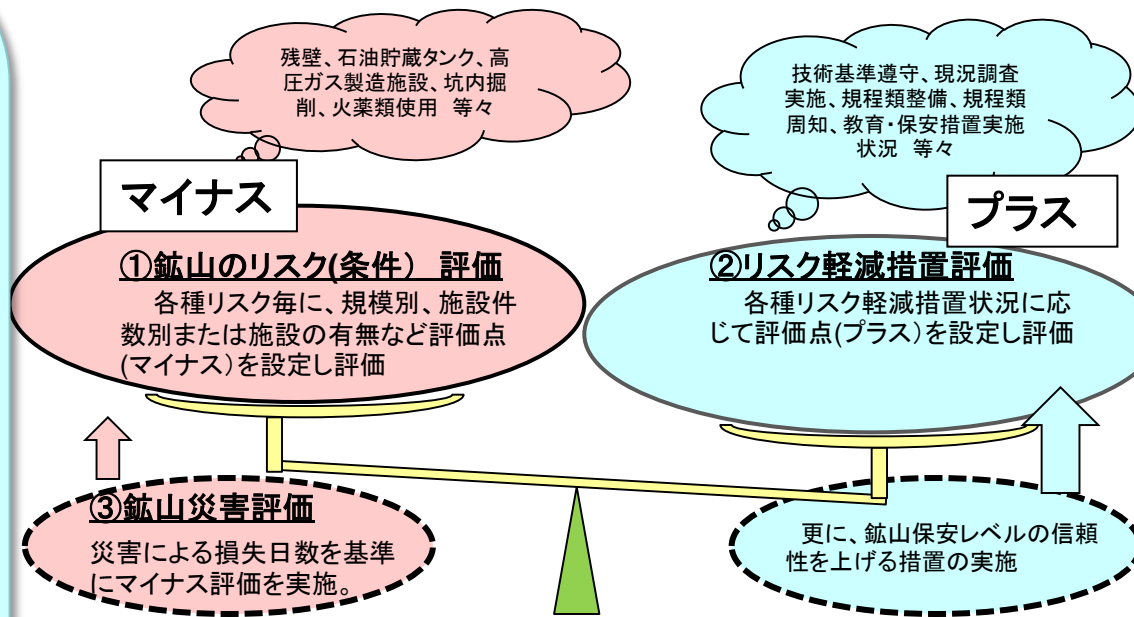 残壁、石油貯蔵タンク、高
圧ガス製造施設、坑内掘
削、火薬類使用　等々
マイナス
①鉱山のリスク(条件)　評価
各種リスク毎に、規模別、施設件
数別または施設の有無など評価点
(マイナス)を設定し評価
③鉱山災害評価
災害による損失日数を基準
にマイナス評価を実施。
技術基準遵守、現況調査
実施、規程類整備、規程類
周知、教育・保安措置実施
状況　等々
プラス
②リスク軽減措置評価
各種リスク軽減措置状況に応
じて評価点(プラス)を設定し評価
更に、鉱山保安レベルの信頼
性を上げる措置の実施